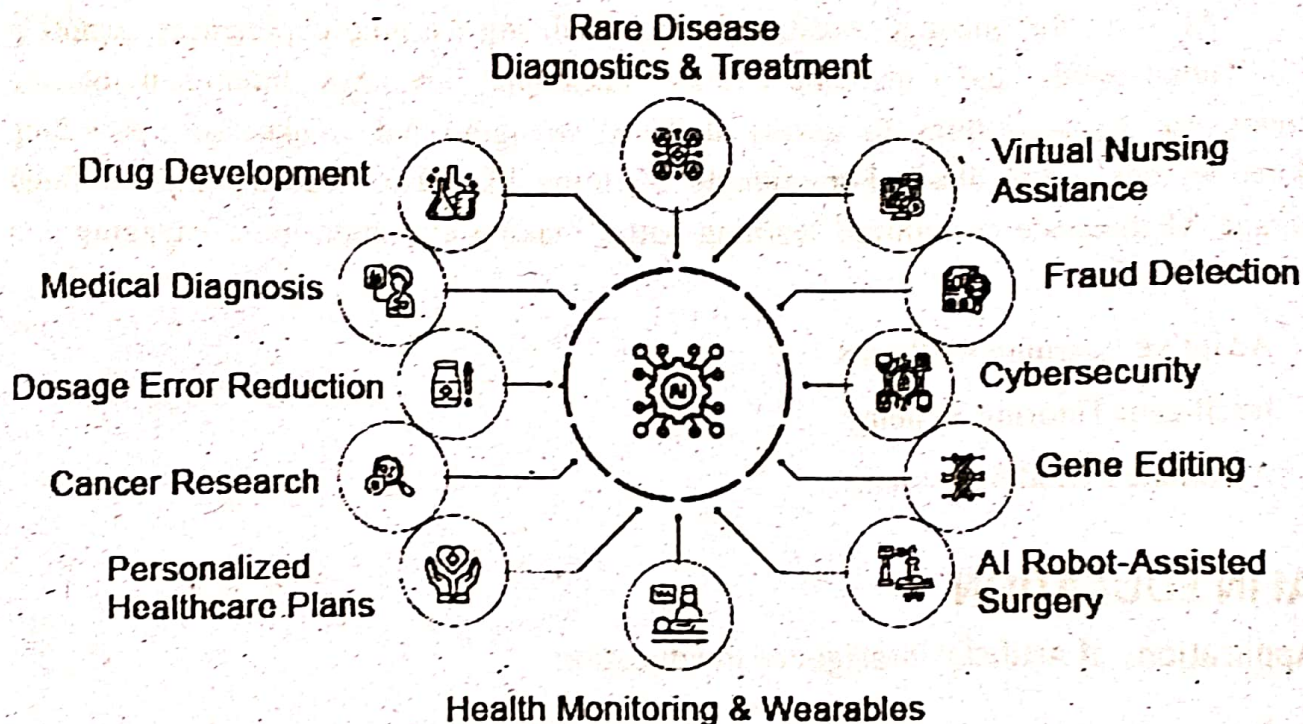 Rare Disease
Diagnostics & Treatment
Drug Development
Virtual Nursing
Assitance
Medical Diagnosis
Fraud Detection
Dosage Error Reduction
AI
Cybersecurity
Cancer Research
Gene Editing
Personalized
Healthcare Plans
AI Robot-Assisted
Surgery
Health Monitoring & Wearables